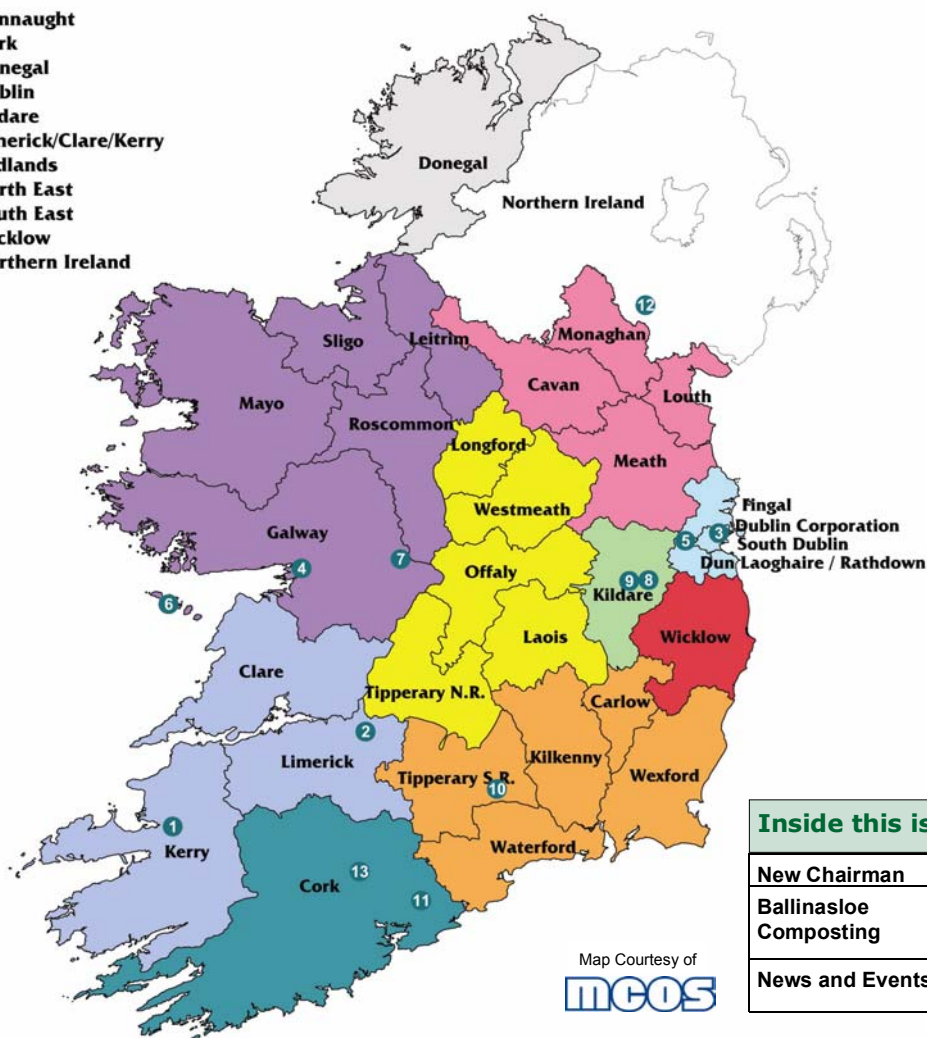 nnaught
rk
negal
blin
dare
nerick/Clare/Kerry
dlands
rth East
uth East
cklow
rthern Ireland
Donegal
Northern Ireland
12
Monaghan
Sligo
Leitrim
Cavan
Louth
Mayo
Roscommon
Longford
Meath
Westmeath
Fingal
Dublin Corporation
3
5
South Dublin
Dun Laoghaire / Rathdown
Galway
4
7
Offaly
9 8
Kildare
6
Laois
Wicklow
Clare
Tipperary N.R.
Carlow
2
Limerick
Kilkenny
Tipperary S.R.
10
Wexford
1
Kerry
Waterford
Cork
13
11
Inside this is
New Chairman
Ballinasloe
Composting
News and Events
Map Courtesy of
mcos